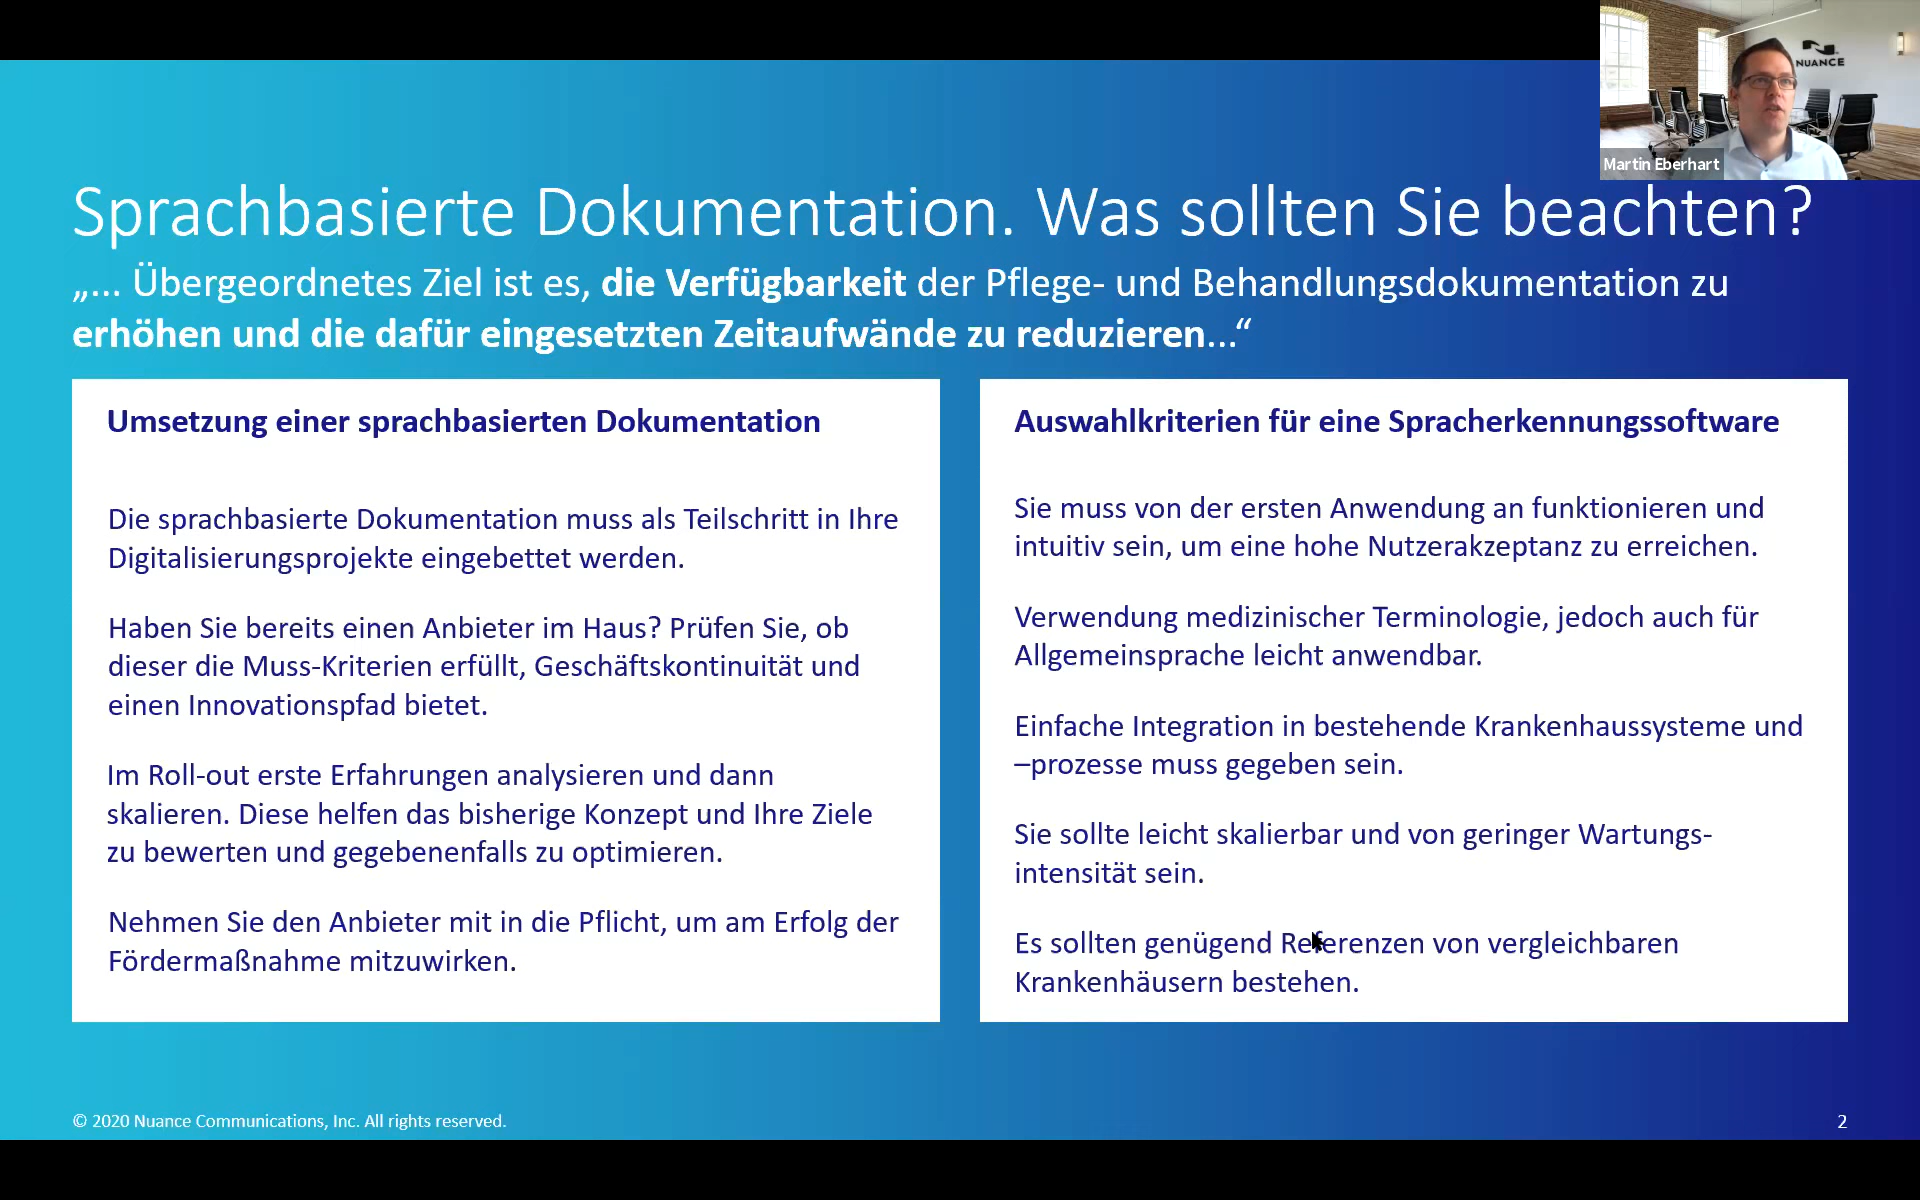 NUANCE
Martin Eberhart
Sprachbasierte Dokumentation. Was sollten Sie beachten?
„... Übergeordnetes Ziel ist es, die Verfügbarkeit der Pflege- und Behandlungsdokumentation zu
erhöhen und die dafür eingesetzten Zeitaufwände zu reduzieren...“
Umsetzung einer sprachbasierten Dokumentation
Die sprachbasierte Dokumentation muss als Teilschritt in Ihre
Digitalisierungsprojekte eingebettet werden.
Haben Sie bereits einen Anbieter im Haus? Prüfen Sie, ob
dieser die Muss-Kriterien erfüllt, Geschäftskontinuität und
einen Innovationspfad bietet.
Im Roll-out erste Erfahrungen analysieren und dann
skalieren. Diese helfen das bisherige Konzept und Ihre Ziele
zu bewerten und gegebenenfalls zu optimieren.
Nehmen Sie den Anbieter mit in die Pflicht, um am Erfolg der
Fördermaßnahme mitzuwirken.
Auswahlkriterien für eine Spracherkennungssoftware
Sie muss von der ersten Anwendung an funktionieren und
intuitiv sein, um eine hohe Nutzerakzeptanz zu erreichen.
Verwendung medizinischer Terminologie, jedoch auch für
Allgemeinsprache leicht anwendbar.
Einfache Integration in bestehende Krankenhaussysteme und
–prozesse muss gegeben sein.
Sie sollte leicht skalierbar und von geringer Wartungs-
intensität sein.
Es sollten genügend Referenzen von vergleichbaren
Krankenhäusern bestehen.
© 2020 Nuance Communications, Inc. All rights reserved.
2